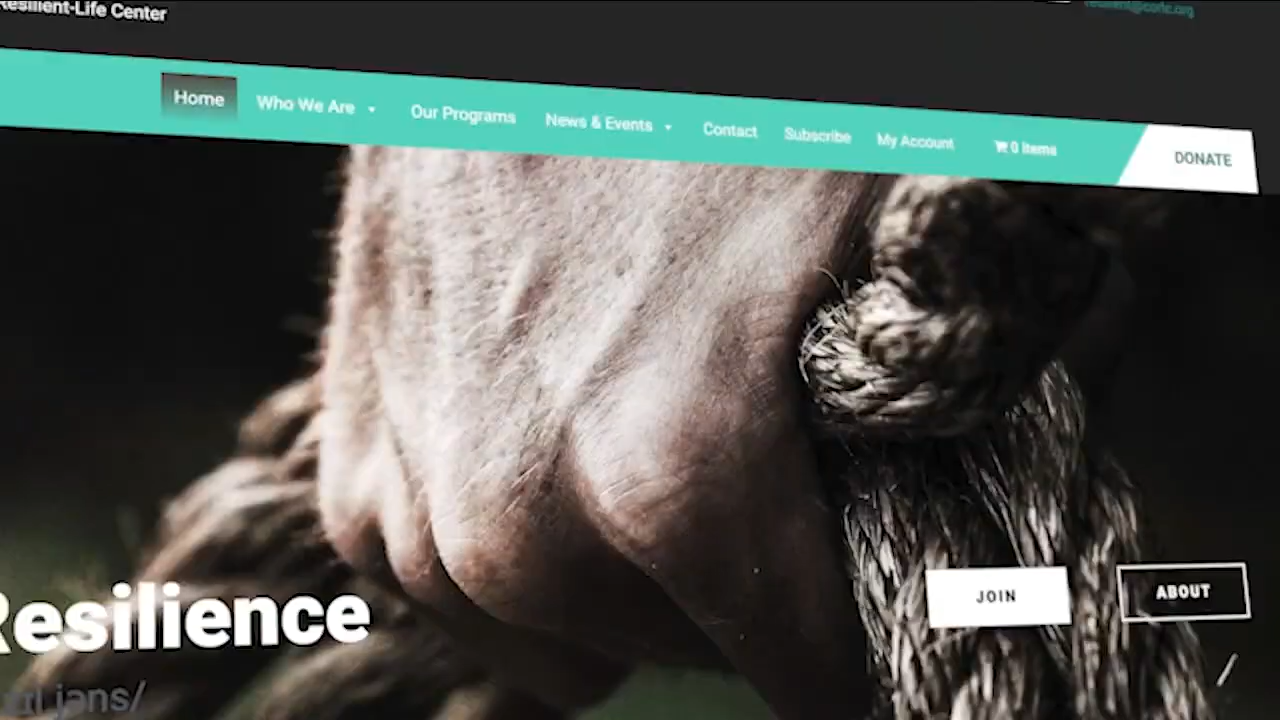 Resilient-Life Center
Home
Who We Are
Our Programs
News & Events
Contact
Subscribe
My Account
0 Items
DONATE
Resilience
JOIN
ABOUT